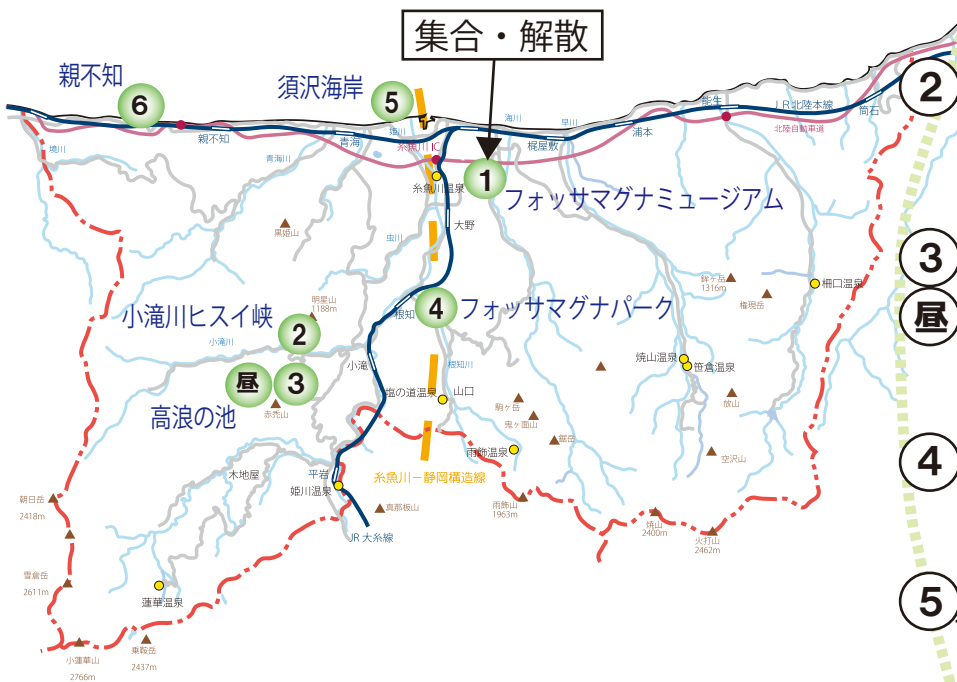 集合・解散
親不知
6
須沢海岸
5
2
能生
JR北陸本線
筒石
北陸自動車道
浦本
早川
梶屋敷
海川
姫川
青海
親不知
境川
青海川
糸魚川IC
糸魚川温泉
1
フォッサマグナミュージアム
大野
虫川
黒姫山
鉾ヶ岳
1316m
権現岳
柵口温泉
3
昼
明星山
1188m
小滝川ヒスイ峡
2
小滝川
根知
4
フォッサマグナパーク
小滝
根知川
焼山温泉
笹倉温泉
昼
3
赤禿山
高浪の池
塩の道温泉
山口
駒ヶ岳
鬼ヶ面山
鋸岳
放山
雨飾温泉
空沢山
4
木地屋
平岩
姫川温泉
糸魚川－静岡構造線
朝日岳
2418m
真那板山
雨飾山
1963m
焼山
2400m
火打山
2462m
JR大糸線
雪倉岳
2611m
蓮華温泉
5
小蓮華山
2766m
乗鞍岳
2437m